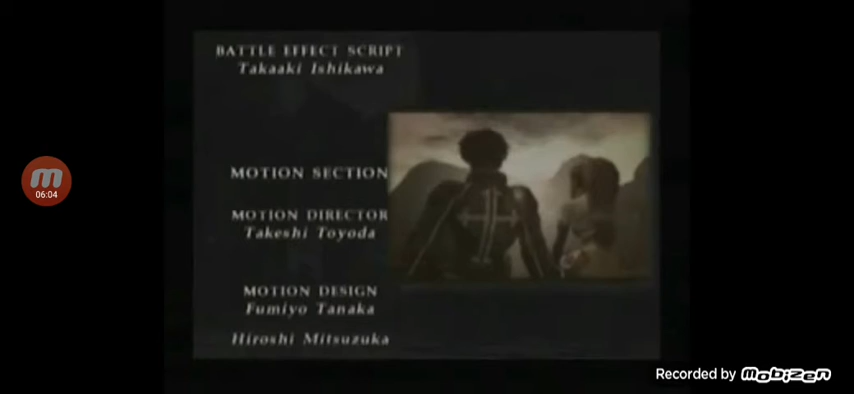 BATTLE EFFECT SCRIPT
Takaaki Ishikawa
MOTION SECTION
MOTION DIRECTOR
Takeshi Toyoda
MOTION DESIGN
Fumiyo Tanaka
Hiroshi Mitsuzuka
06:04
Recorded by Mobizen